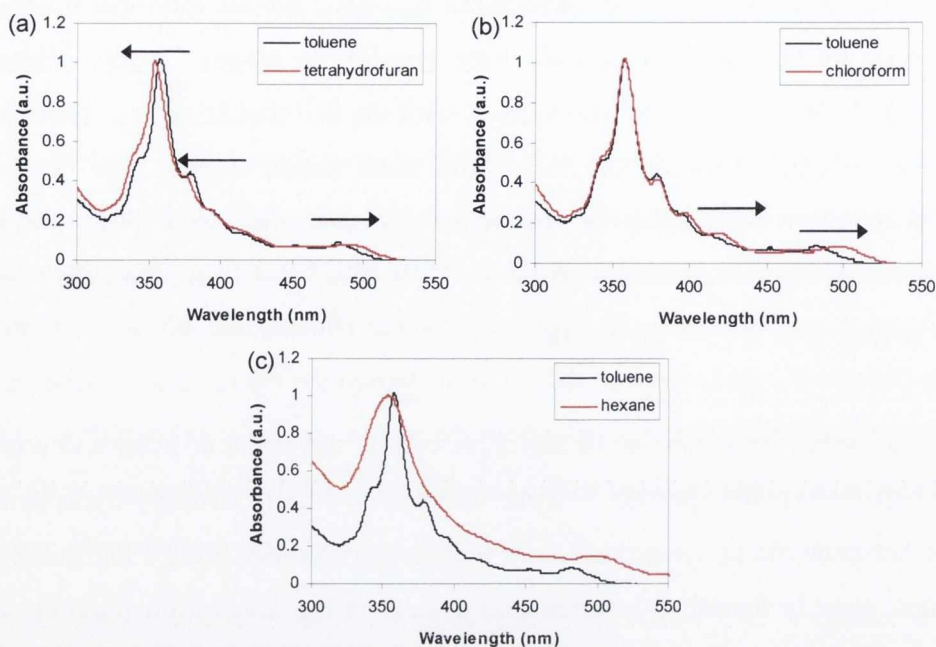 (a)
Absorbance (a.u.)
1.2
1
0.8
0.6
0.4
0.2
0
toluene
tetrahydrofuran
300 350 400 450 500 550
Wavelength (nm)
(b)
Absorbance (a.u.)
1.2
1
0.8
0.6
0.4
0.2
0
toluene
chloroform
300 350 400 450 500 550
Wavelength (nm)
(c)
Absorbance (a.u.)
1.2
1
0.8
0.6
0.4
0.2
0
toluene
hexane
300 350 400 450 500 550
Wavelength (nm)